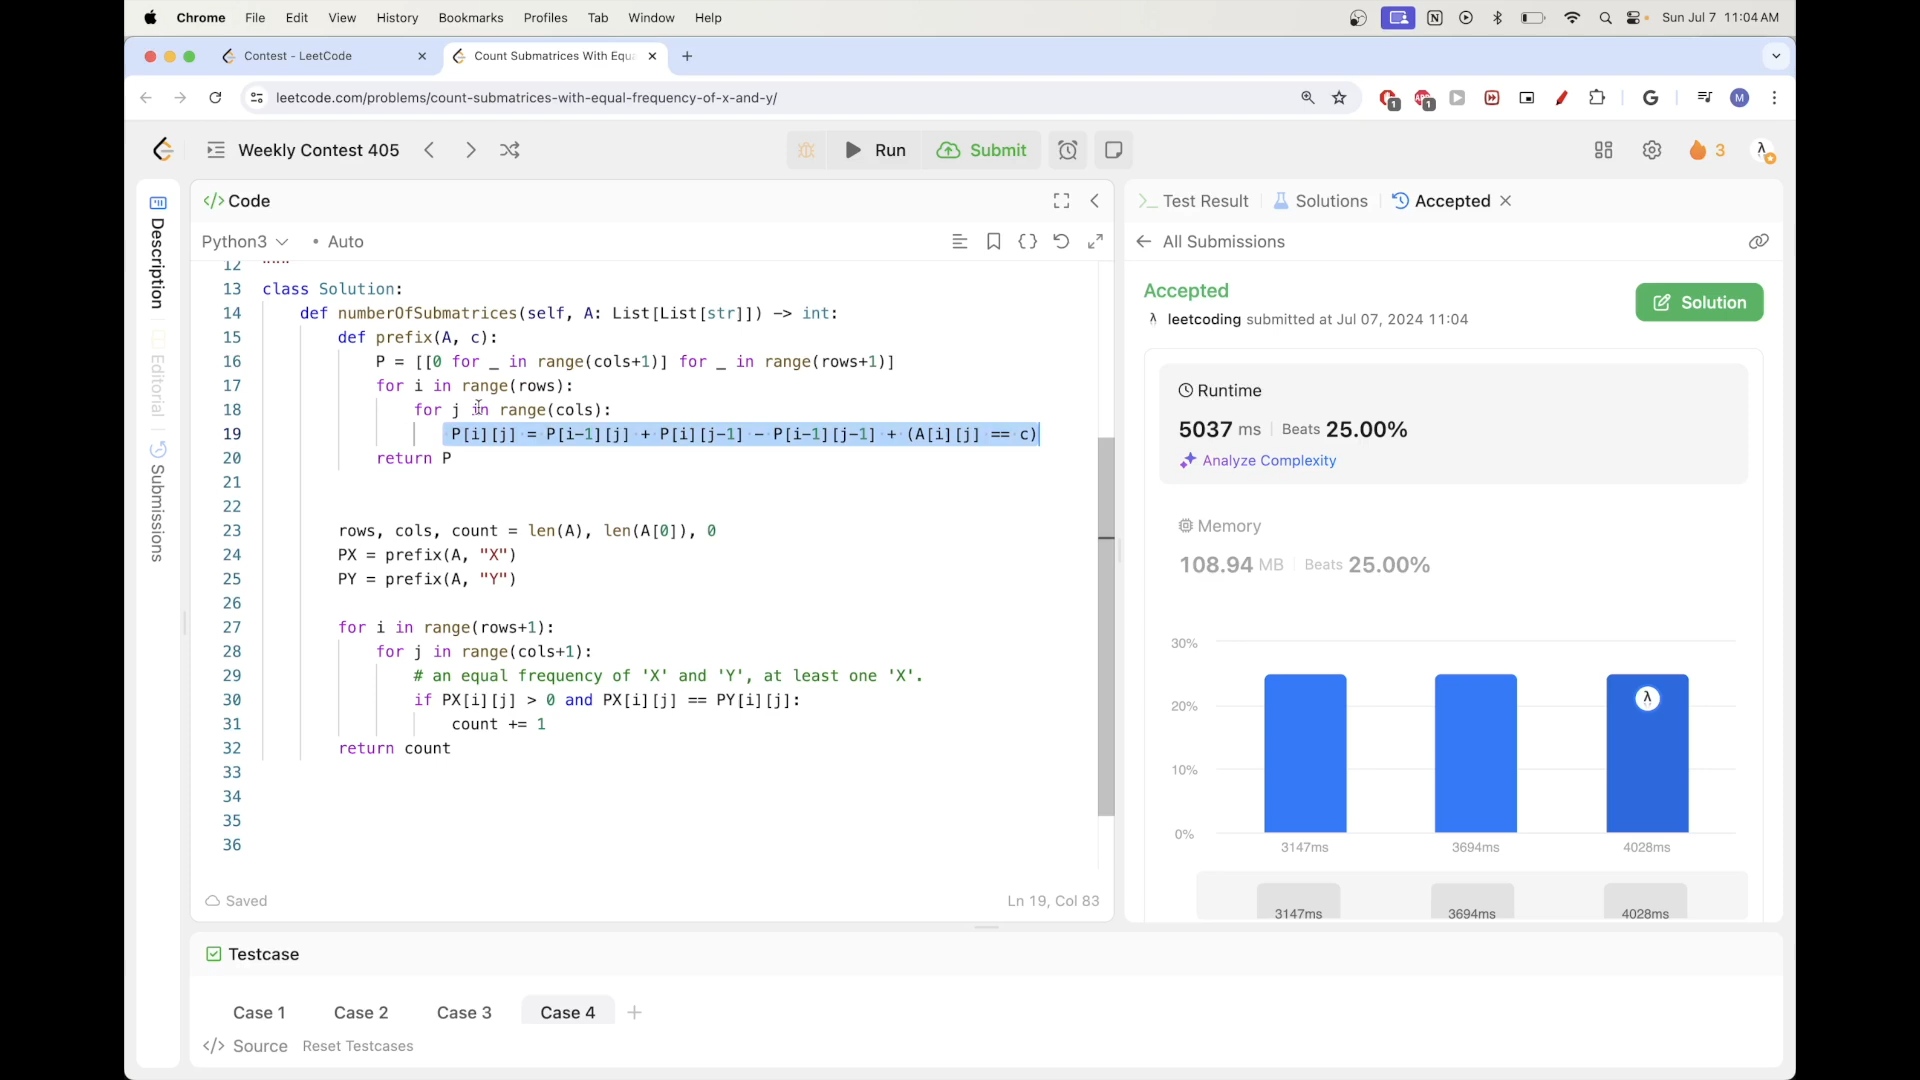 Chrome File Edit View History Bookmarks Profiles Tab Window Help
Sun Jul 7 11:04 AM
Contest - LeetCode
Count Submatrices With Equa
leetcode.com/problems/count-submatrices-with-equal-frequency-of-x-and-y/
Weekly Contest 405
Run
Submit
3
Description
Editorial
Submissions
</> Code
Python3 • Auto
12 """
13 class Solution:
14 def numberOfSubmatrices(self, A: List[List[str]]) -> int:
15 def prefix(A, c):
16 P = [[0 for _ in range(cols+1)] for _ in range(rows+1)]
17 for i in range(rows):
18 for j in range(cols):
19 P[i][j] = P[i-1][j] + P[i][j-1] - P[i-1][j-1] + (A[i][j] == c)
20 return P
21
22
23 rows, cols, count = len(A), len(A[0]), 0
24 PX = prefix(A, "X")
25 PY = prefix(A, "Y")
26
27 for i in range(rows+1):
28 for j in range(cols+1):
29 # an equal frequency of 'X' and 'Y', at least one 'X'.
30 if PX[i][j] > 0 and PX[i][j] == PY[i][j]:
31 count += 1
32 return count
33
34
35
36
Saved
Ln 19, Col 83
Test Result
Solutions
Accepted
All Submissions
Accepted
Solution
λ leetcoding submitted at Jul 07, 2024 11:04
Runtime
5037 ms Beats 25.00%
Analyze Complexity
Memory
108.94 MB Beats 25.00%
30%
20%
10%
0%
λ
3147ms 3694ms 4028ms
3147ms 3694ms 4028ms
Testcase
Case 1 Case 2 Case 3 Case 4
</> Source Reset Testcases